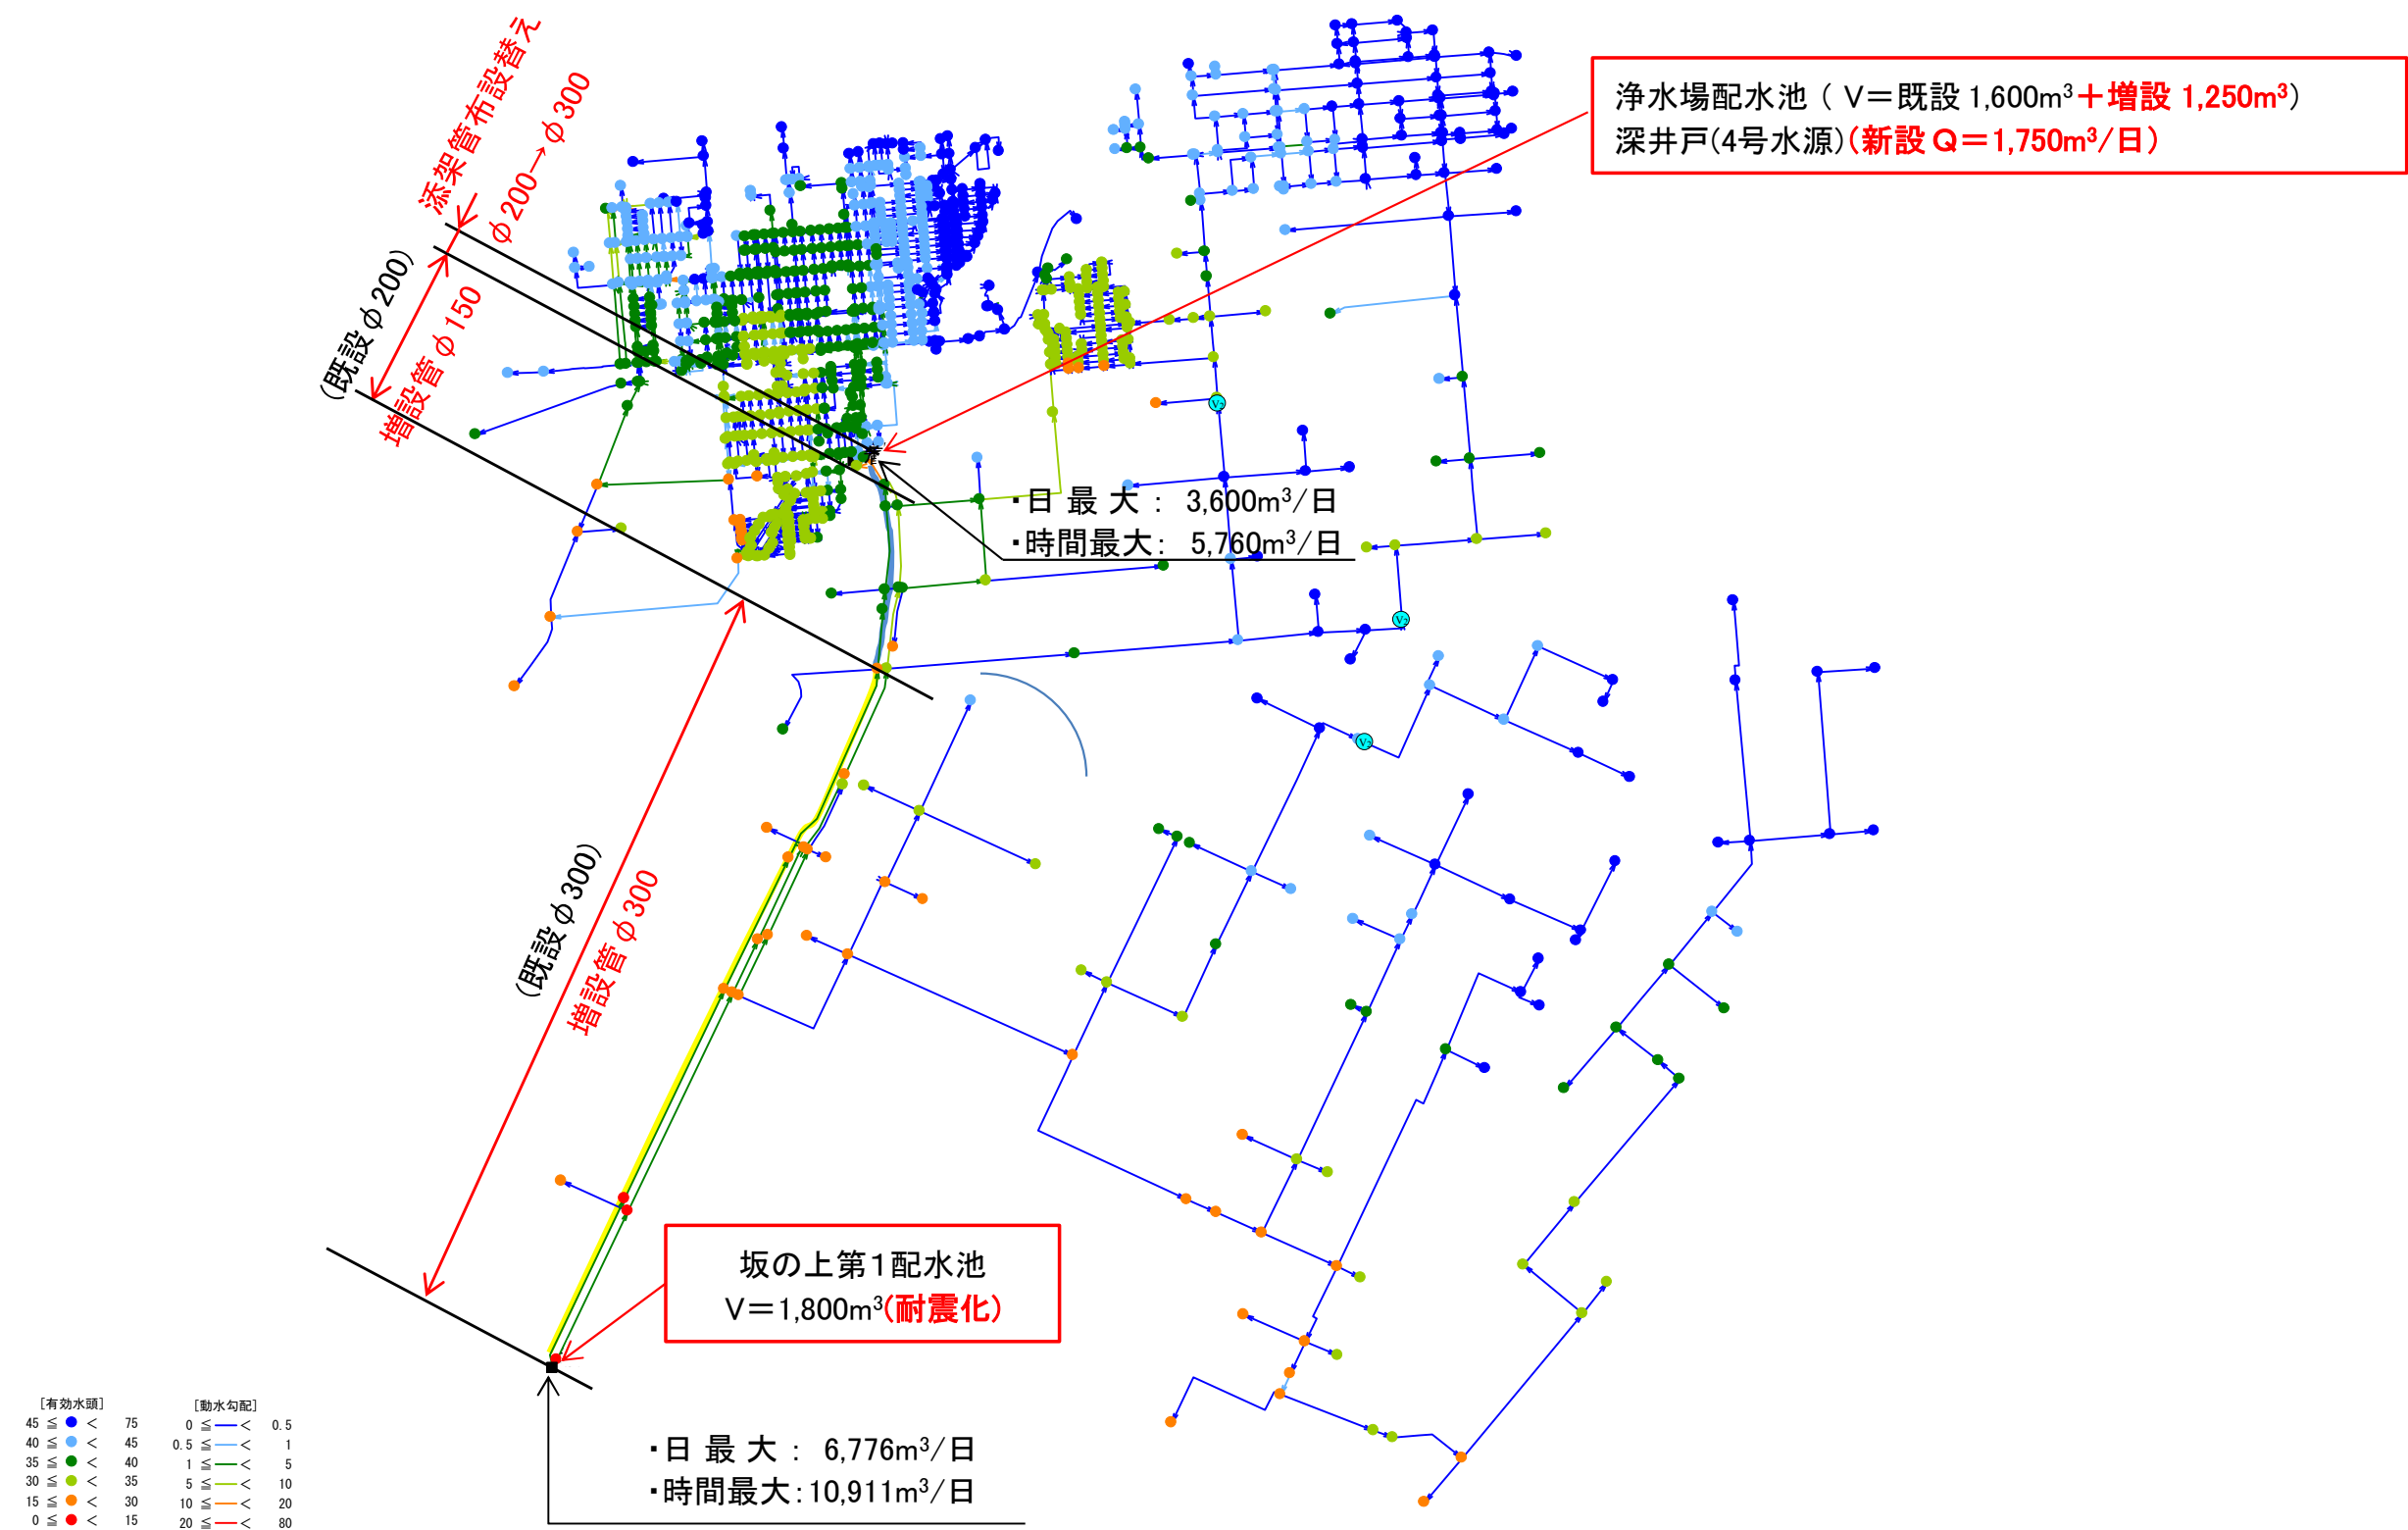 添架管布設替え
φ200→φ300
(既設φ200)
増設管φ150
浄水場配水池（ V＝既設 1,600m³＋増設 1,250m³）
深井戸(4号水源)(新設 Q＝1,750m³/日)
・日 最 大 : 3,600m³/日
・時間最大: 5,760m³/日
V2
V2
V2
(既設φ300)
増設管φ300
坂の上第1配水池
V＝1,800m³(耐震化)
・日 最 大 : 6,776m³/日
・時間最大:10,911m³/日
[有効水頭]
45 ≦ < 75
40 ≦ < 45
35 ≦ < 40
30 ≦ < 35
15 ≦ < 30
0 ≦ < 15
[動水勾配]
0 ≦ < 0.5
0.5 ≦ < 1
1 ≦ < 5
5 ≦ < 10
10 ≦ < 20
20 ≦ < 80